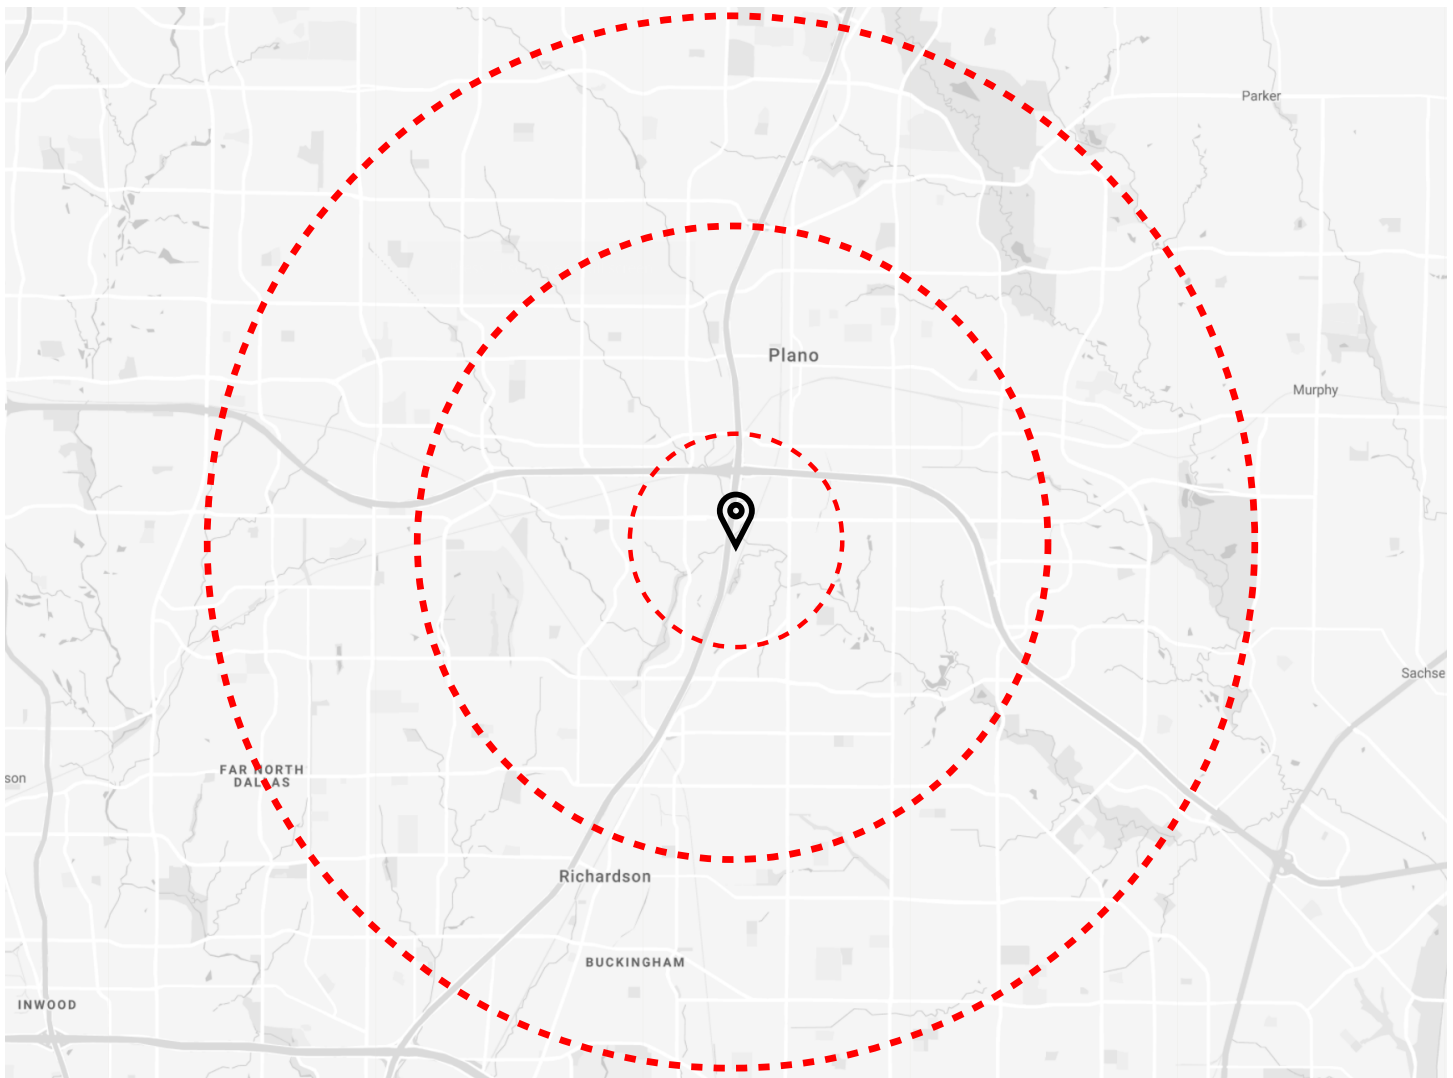 Parker
Plano
Murphy
Sachse
son
FAR NORTH
DALLAS
Richardson
BUCKINGHAM
INWOOD